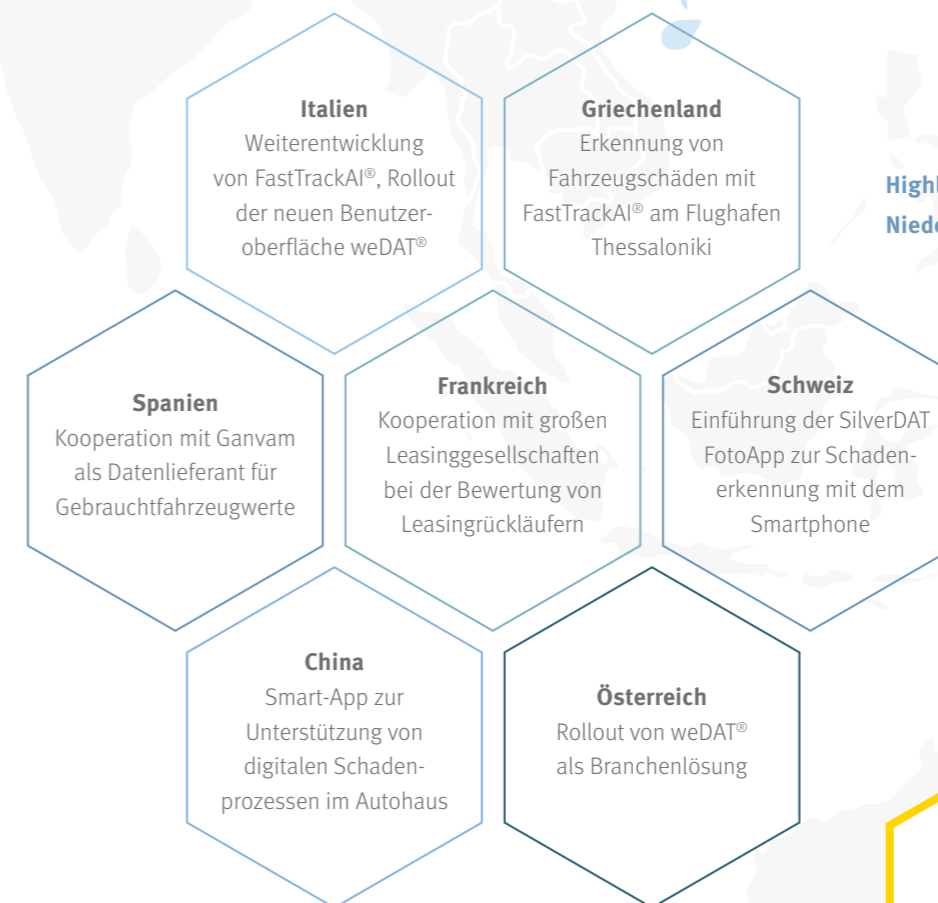 Italien
Weiterentwicklung
von FastTrackAI®, Rollout
der neuen Benutzer-
oberfläche weDAT®
Griechenland
Erkennung von
Fahrzeugschäden mit
FastTrackAI® am Flughafen
Thessaloniki
Spanien
Kooperation mit Ganvam
als Datenlieferant für
Gebrauchtfahrzeugwerte
Frankreich
Kooperation mit großen
Leasinggesellschaften
bei der Bewertung von
Leasingrückläufern
Schweiz
Einführung der SilverDAT
FotoApp zur Schaden-
erkennung mit dem
Smartphone
China
Smart-App zur
Unterstützung von
digitalen Schaden-
prozessen im Autohaus
Österreich
Rollout von weDAT®
als Branchenlösung